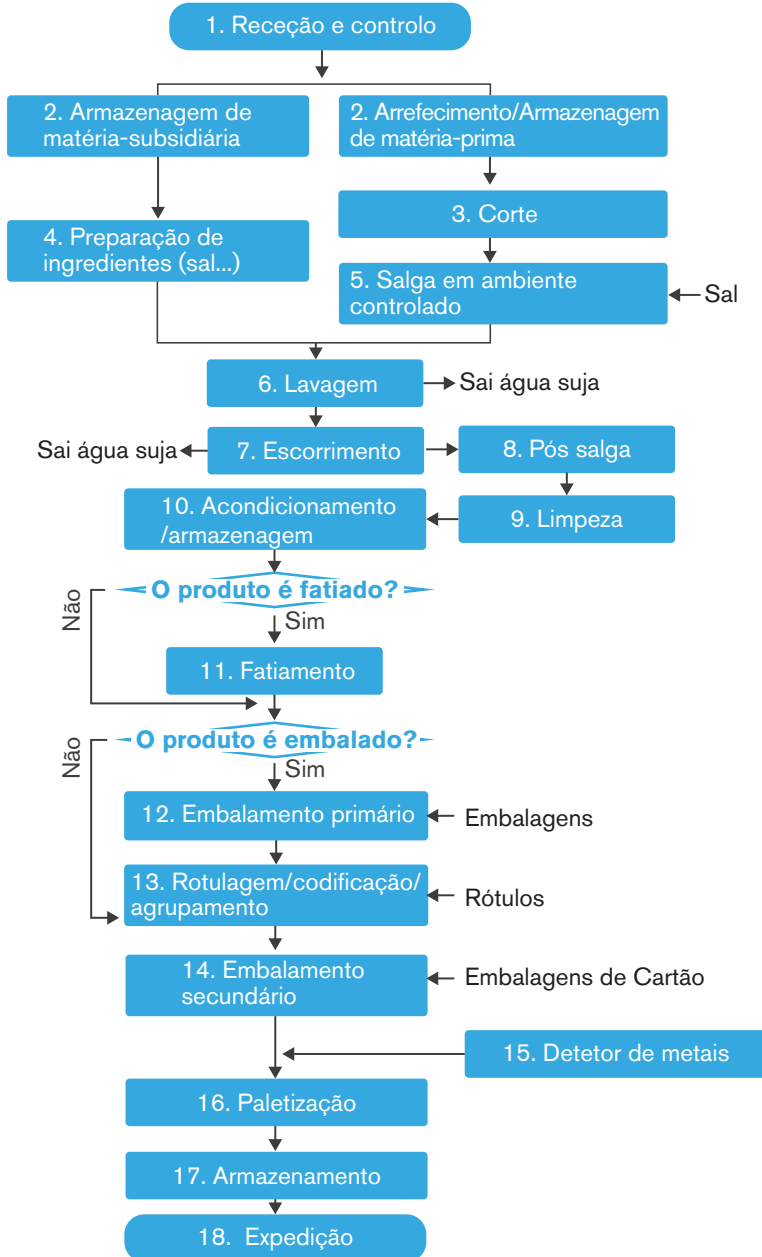 1. Receção e controlo
2. Armazenagem de
matéria-subsidiária
2. Arrefecimento/Armazenagem
de matéria-prima
3. Corte
4. Preparação de
ingredientes (sal...)
5. Salga em ambiente
controlado
Sal
6. Lavagem
Sai água suja
Sai água suja
7. Escorrimento
8. Pós salga
9. Limpeza
10. Acondicionamento
/armazenagem
O produto é fatiado?
Não
Sim
11. Fatiamento
O produto é embalado?
Não
Sim
12. Embalamento primário
Embalagens
13. Rotulagem/codificação/
agrupamento
Rótulos
14. Embalamento
secundário
Embalagens de Cartão
15. Detetor de metais
16. Paletização
17. Armazenamento
18. Expedição